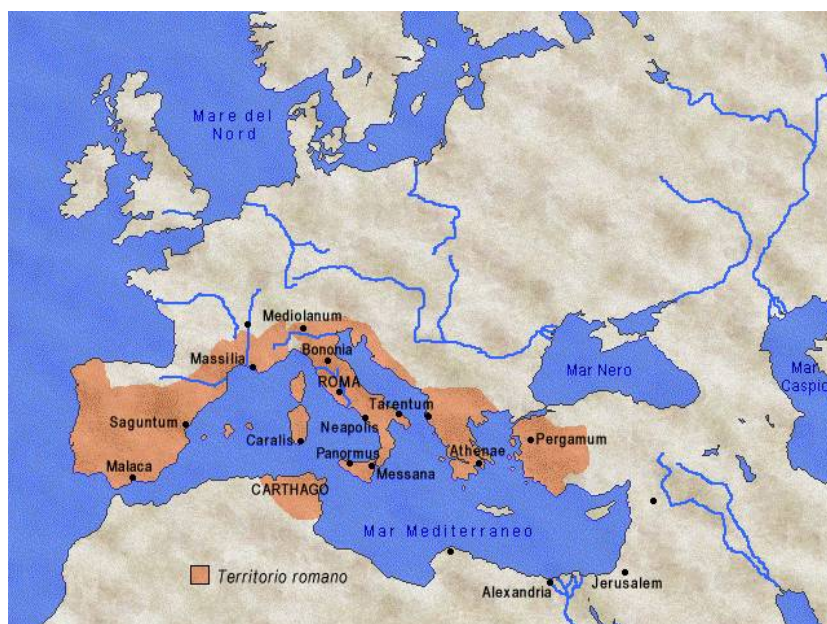 Mare del
Nord
Mediolanum
Massilia
Bononia
ROMA
Mar Nero
Mar
Caspio
Saguntum
Tarentum
Neapolis
Caralis
Pergamum
Athenae
Panormus
Malaca
Messana
CARTHAGO
Mar Mediterraneo
Territorio romano
Alexandria
Jerusalem